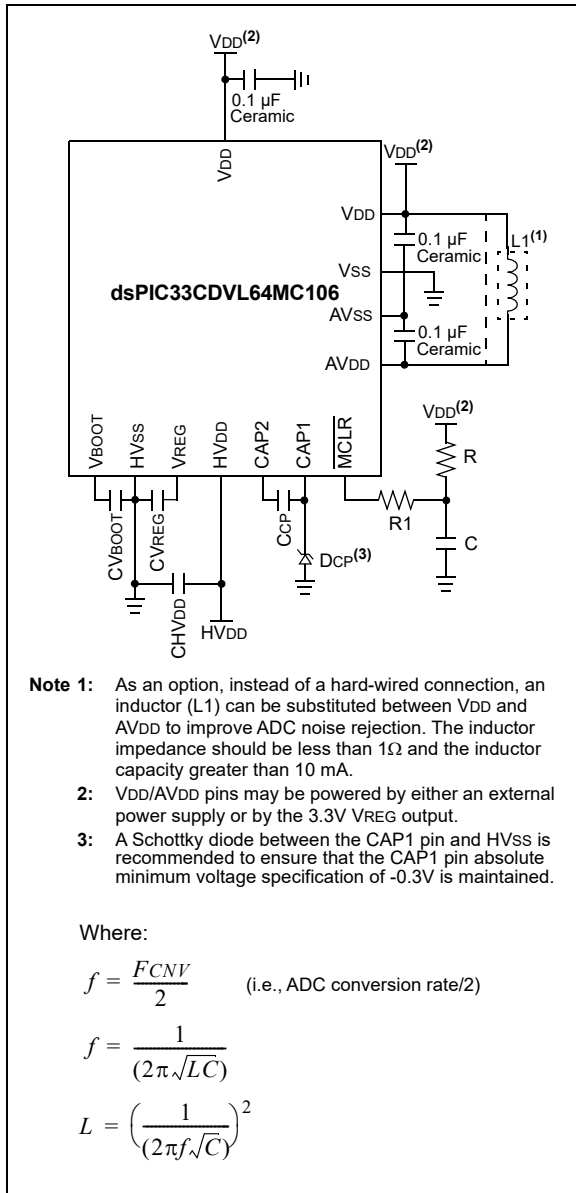 VDD(2)
0.1 µF
Ceramic
VDD
VDD(2)
VDD
0.1 µF
Ceramic
L1(1)
VSS
dsPIC33CDVL64MC106
AVSS
0.1 µF
Ceramic
AVDD
VBOOT
HVSS
VREG
HVDD
CAP2
CAP1
MCLR
VDD(2)
R
R1
C
CVBOOT
CVREG
CCP
DCP(3)
CHVDD
HVDD
Note 1: As an option, instead of a hard-wired connection, an
inductor (L1) can be substituted between VDD and
AVDD to improve ADC noise rejection. The inductor
impedance should be less than 1Ω and the inductor
capacity greater than 10 mA.
2: VDD/AVDD pins may be powered by either an external
power supply or by the 3.3V VREG output.
3: A Schottky diode between the CAP1 pin and HVSS is
recommended to ensure that the CAP1 pin absolute
minimum voltage specification of -0.3V is maintained.
Where:
f = FCNV / 2 (i.e., ADC conversion rate/2)
f = 1 / (2π√LC)
L = (1 / (2πf√C))²